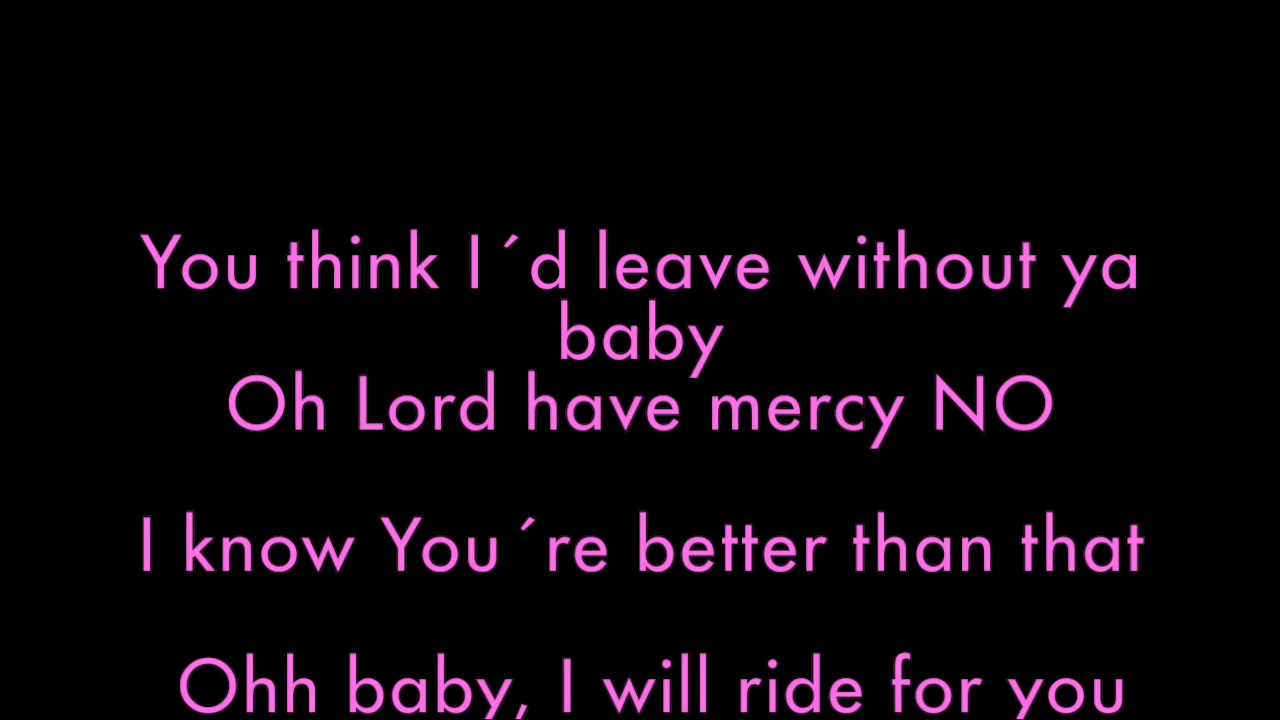 You think I´d leave without ya
baby
Oh Lord have mercy NO
I know You´re better than that
Ohh baby, I will ride for you